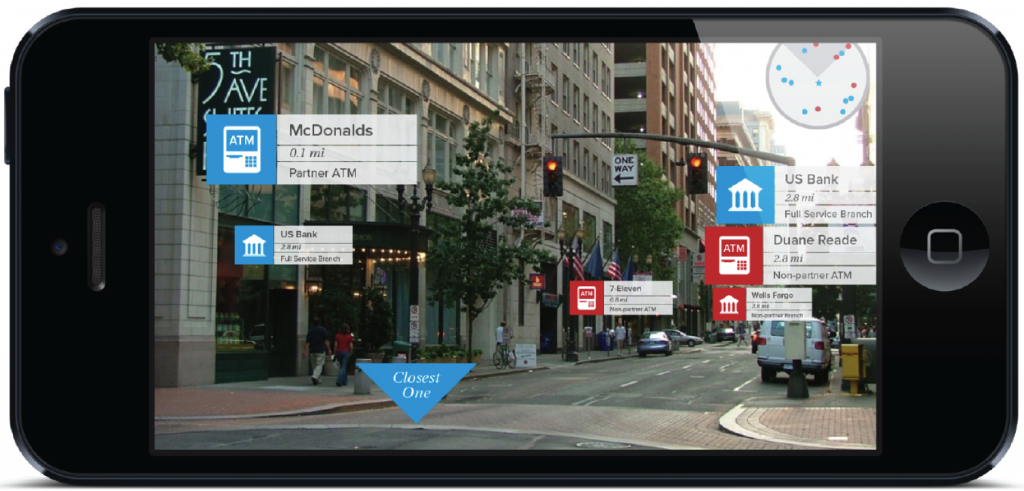 5TH
AVE
SUITES
ATM
McDonalds
0.1 mi
Partner ATM
US Bank
2.8 mi
Full Service Branch
Closest
One
ONE
WAY
7-Eleven
0.8 mi
Non-partner ATM
US Bank
2.8 mi
Full Service Branch
ATM
Duane Reade
2.8 mi
Non-partner ATM
Wells Fargo
2.8 mi
Non-partner Branch